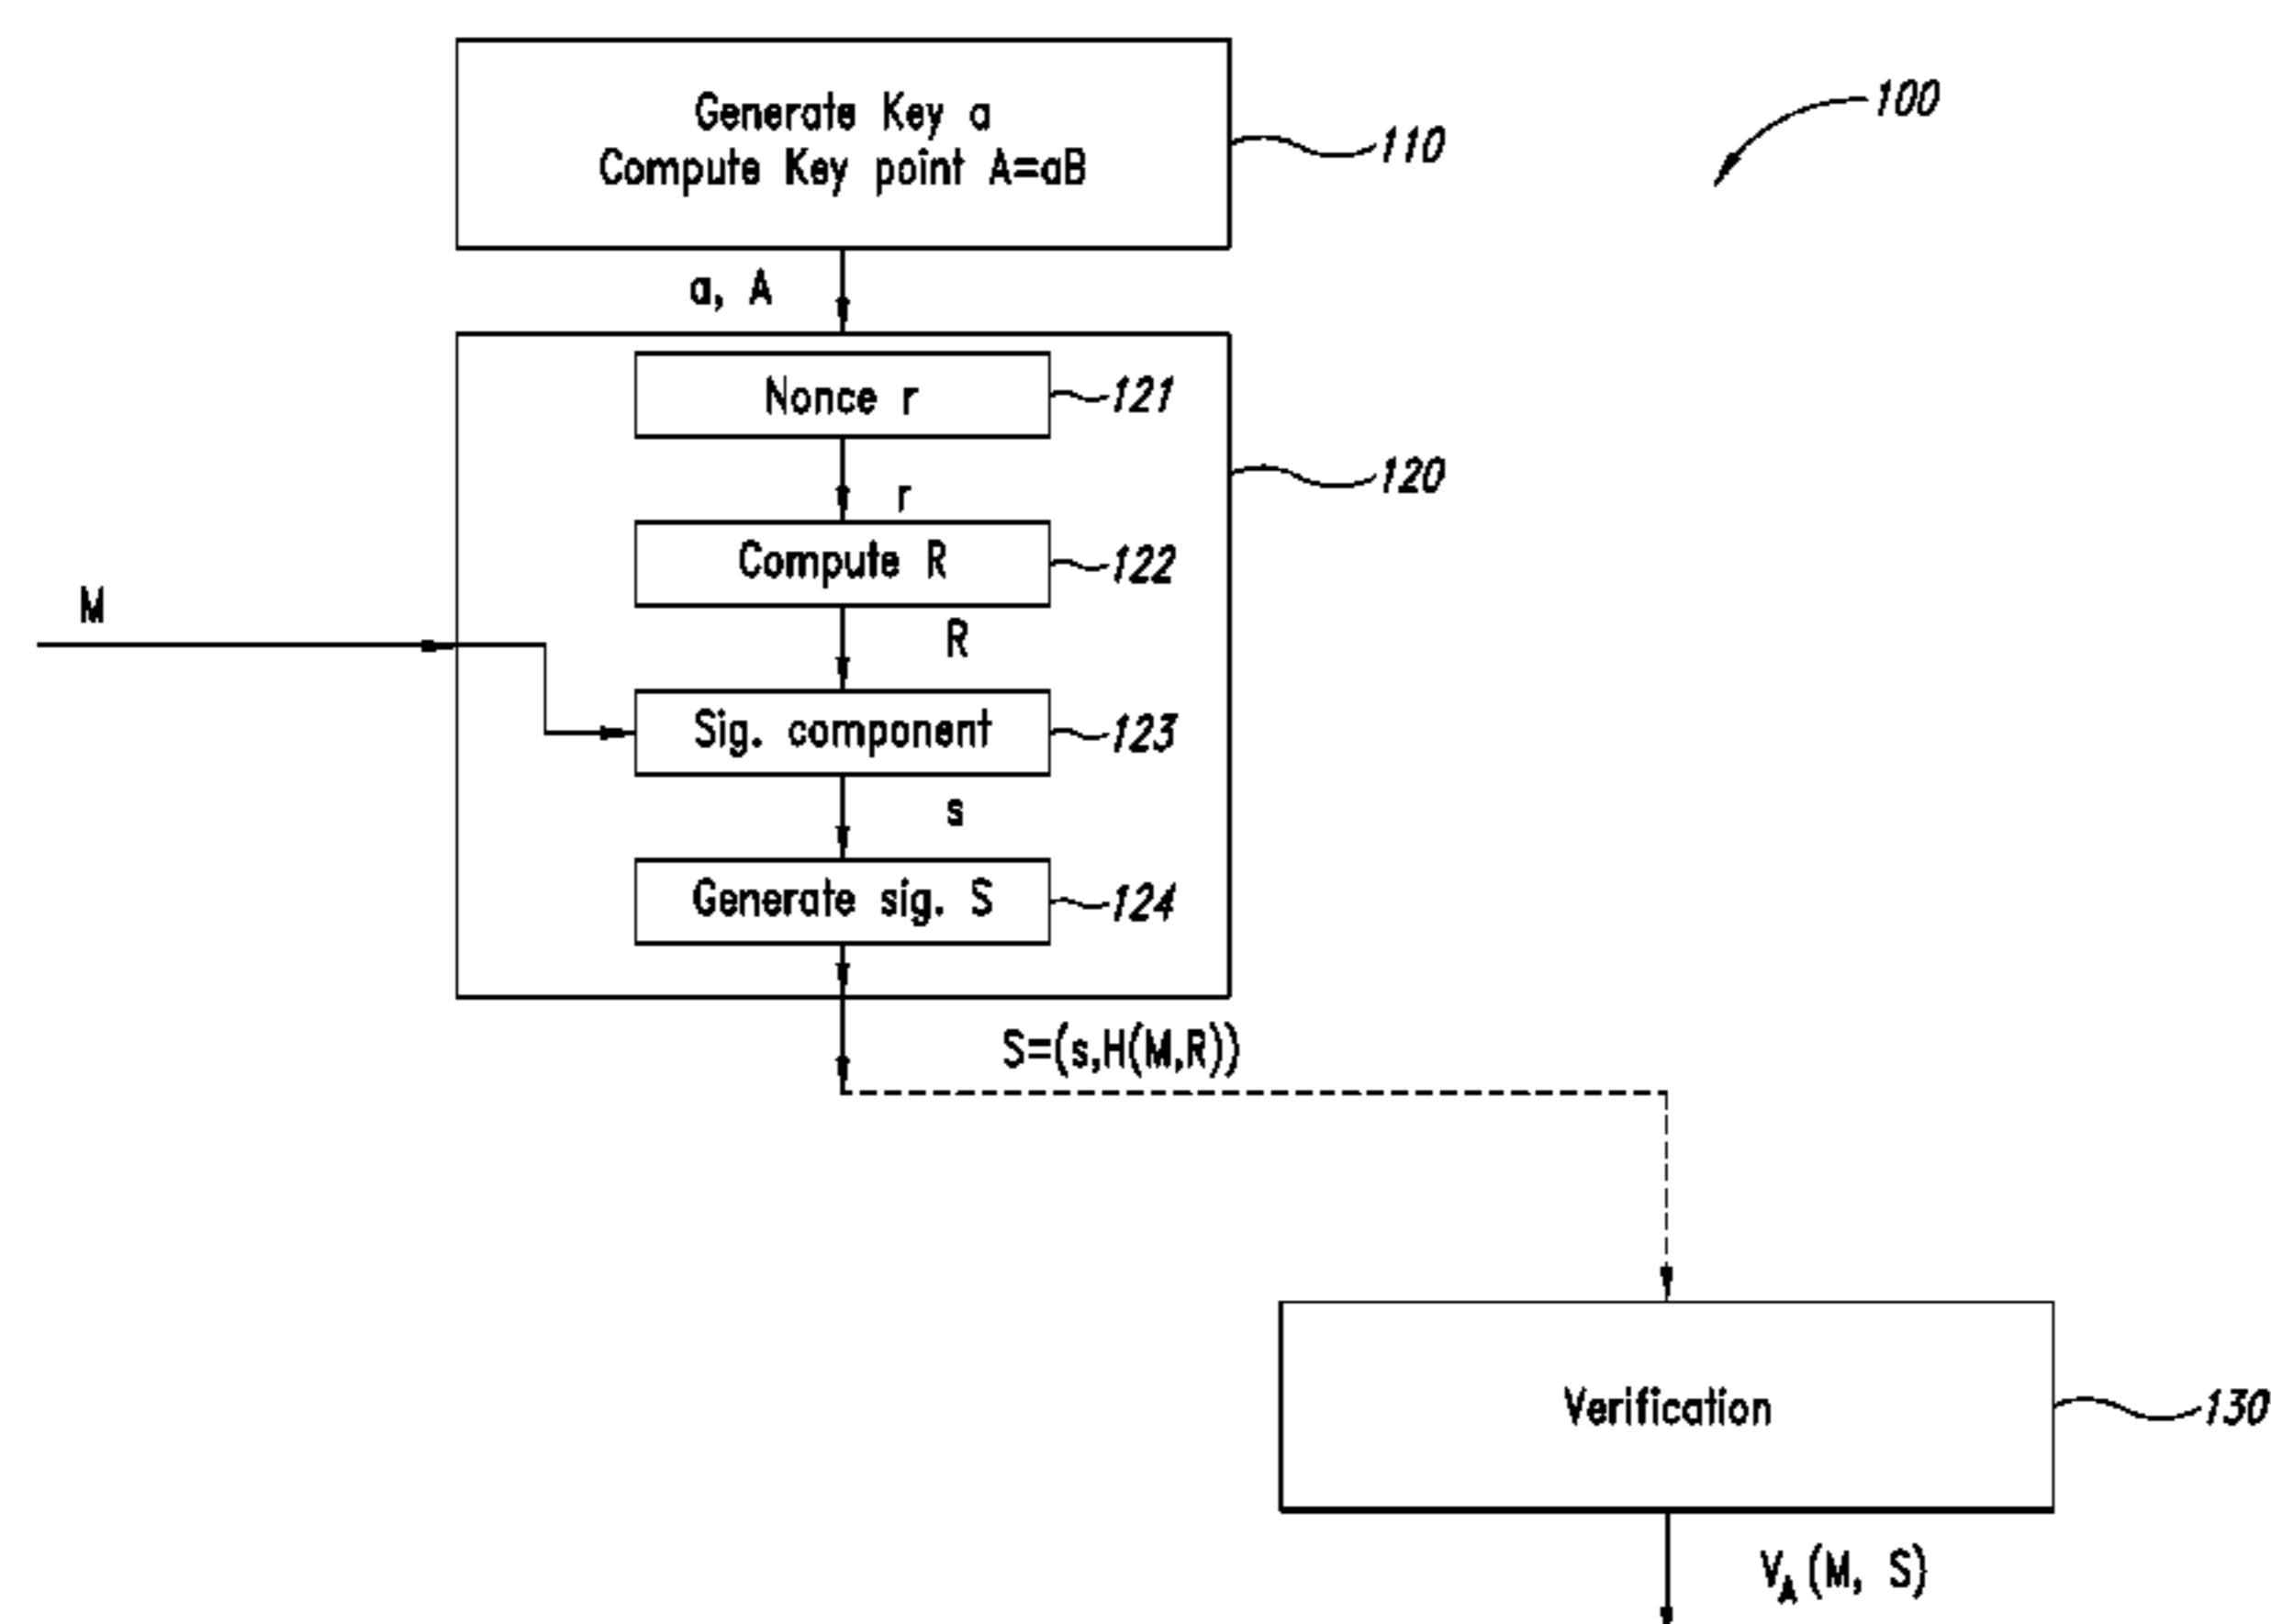 Generate Key a
Compute Key point A=aB
100
110
a, A
Nonce r
121
120
r
Compute R
122
M
R
Sig. component
123
s
Generate sig. S
124
S=(s,H(M,R))
Verification
130
VA (M, S)